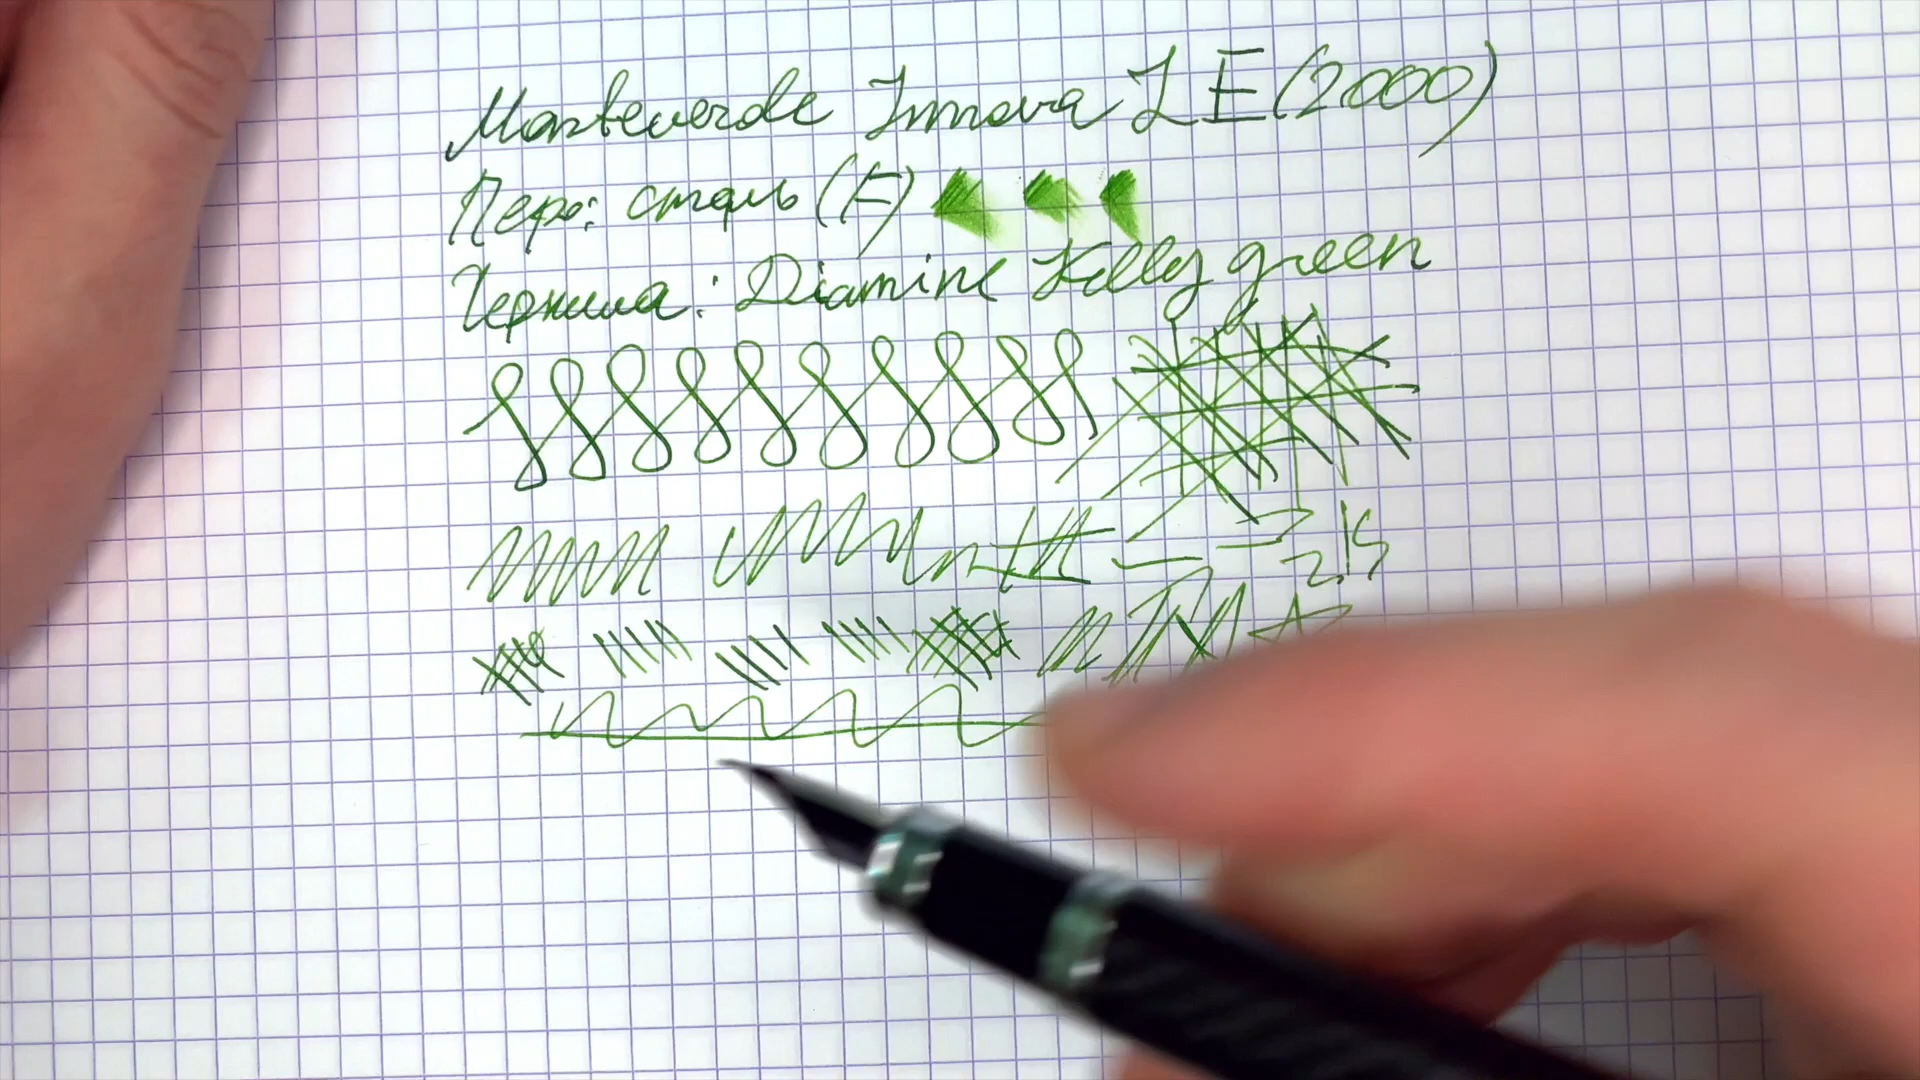 Monteverde Innova LE (2000)
Перо: сталь (F)
Чернила: Diamine Kelly green